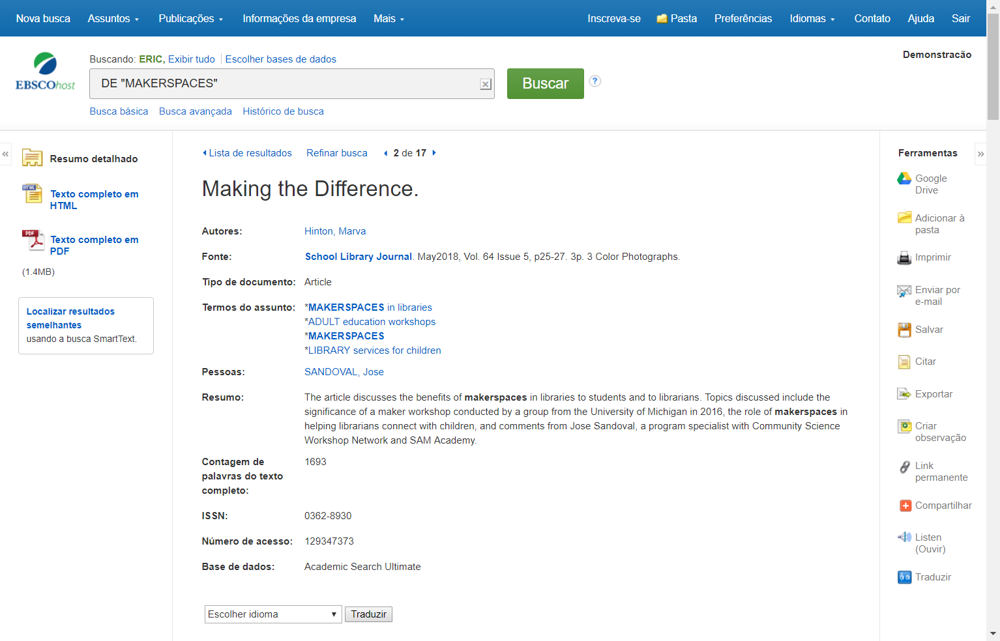 Nova busca Assuntos Publicações Informações da empresa Mais Inscreva-se Pasta Preferências Idiomas Contato Ajuda Sair
Demonstracão
EBSCOhost
Buscando: ERIC, Exibir tudo Escolher bases de dados
DE "MAKERSPACES"
Buscar
?
Busca básica Busca avançada Histórico de busca
«
Resumo detalhado
HTML
Texto completo em
HTML
PDF
Texto completo em
PDF
(1.4MB)
Localizar resultados
semelhantes
usando a busca SmartText.
Lista de resultados Refinar busca 2 de 17
Making the Difference.
Autores: Hinton, Marva
Fonte: School Library Journal. May2018, Vol. 64 Issue 5, p25-27. 3p. 3 Color Photographs.
Tipo de documento: Article
Termos do assunto: *MAKERSPACES in libraries
*ADULT education workshops
*MAKERSPACES
*LIBRARY services for children
Pessoas: SANDOVAL, Jose
Resumo: The article discusses the benefits of makerspaces in libraries to students and to librarians. Topics discussed include the
significance of a maker workshop conducted by a group from the University of Michigan in 2016, the role of makerspaces in
helping librarians connect with children, and comments from Jose Sandoval, a program specialist with Community Science
Workshop Network and SAM Academy.
Contagem de 1693
palavras do texto
completo:
ISSN: 0362-8930
Número de acesso: 129347373
Base de dados: Academic Search Ultimate
Escolher idioma Traduzir
Ferramentas
»
Google
Drive
Adicionar à
pasta
Imprimir
Enviar por
e-mail
Salvar
Citar
Exportar
Criar
observação
Link
permanente
Compartilhar
Listen
(Ouvir)
âa Traduzir